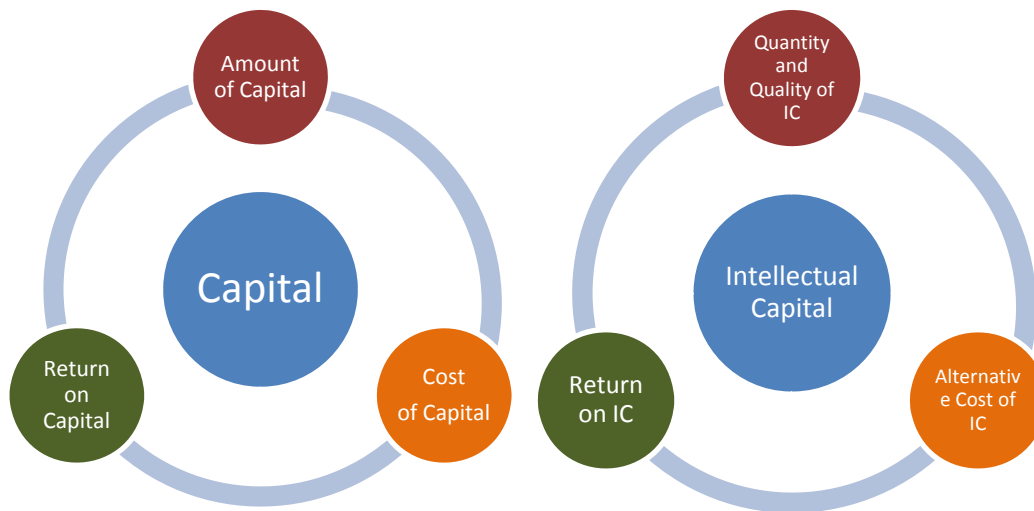 Amount
of Capital
Capital
Return
on
Capital
Cost
of Capital
Quantity
and
Quality of
IC
Intellectual
Capital
Return
on IC
Alternativ
e Cost of
IC